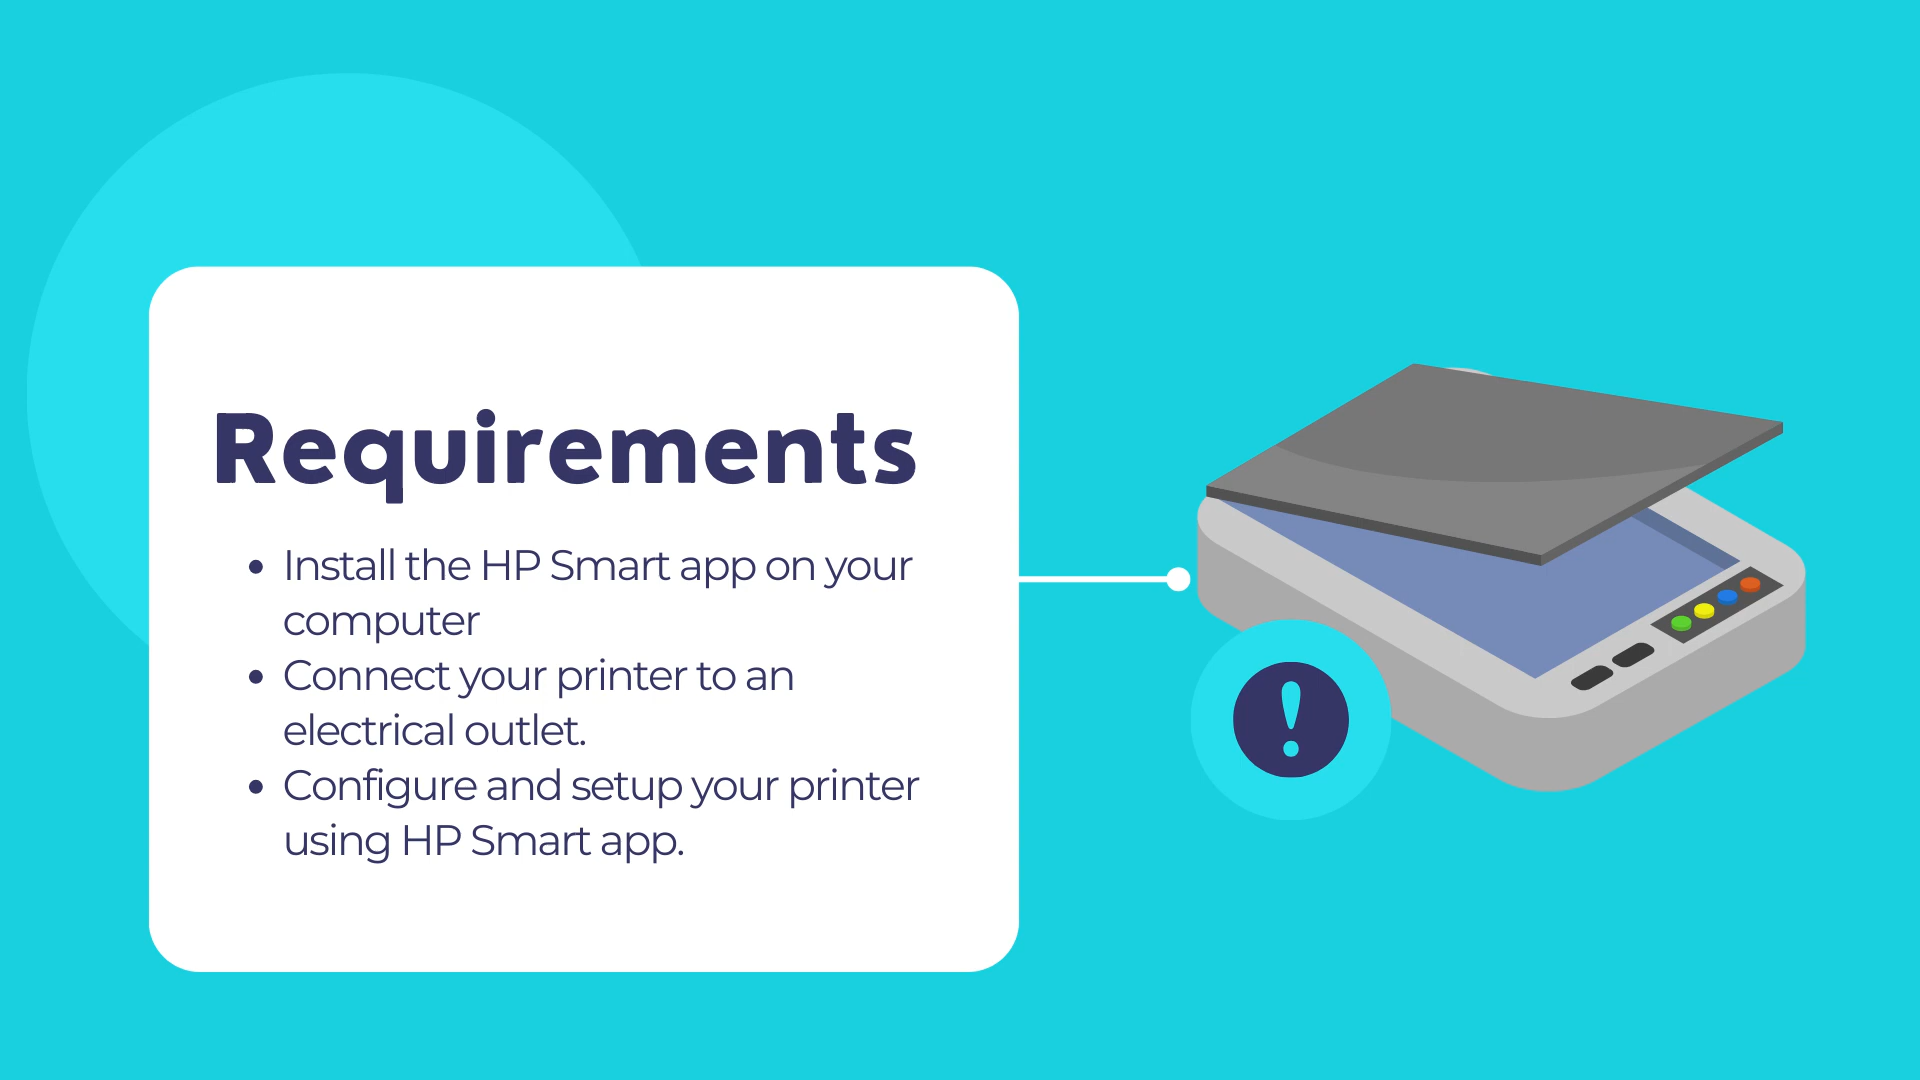 Requirements
• Install the HP Smart app on your
computer
• Connect your printer to an
electrical outlet.
• Configure and setup your printer
using HP Smart app.